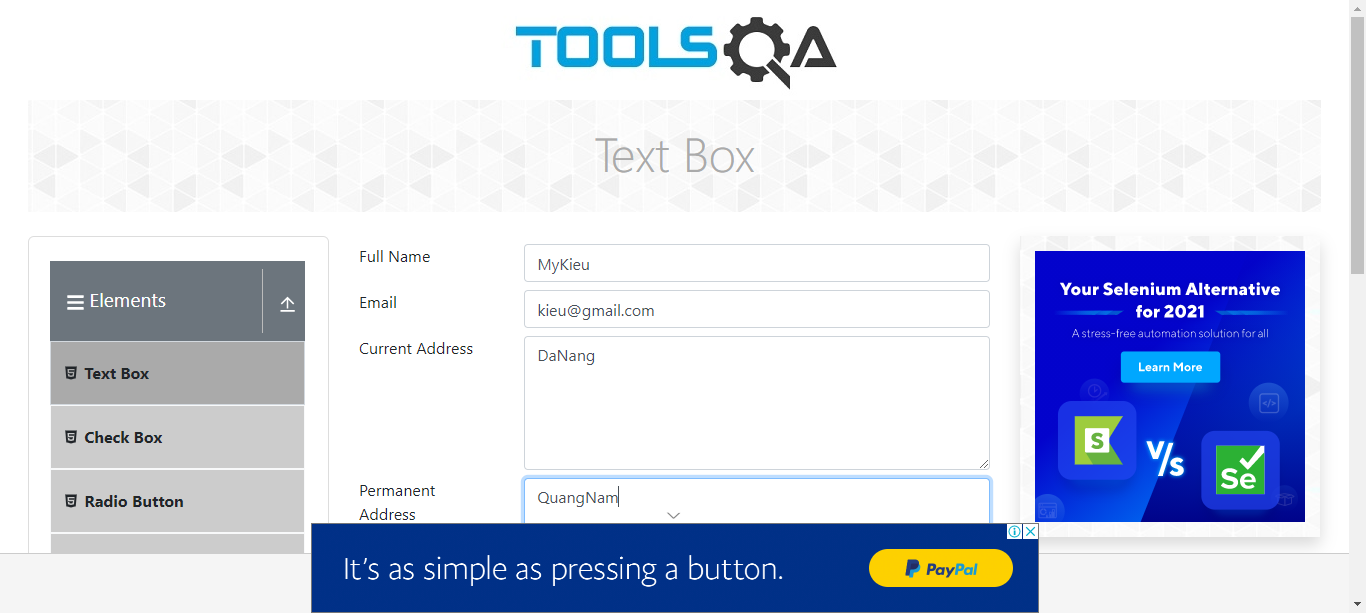 TOOLSQA
Text Box
Elements
Text Box
Check Box
Radio Button
Full Name
MyKieu
Email
kieu@gmail.com
Current Address
DaNang
Permanent
Address
QuangNam
Your Selenium Alternative
for 2021
A stress-free automation solution for all
Learn More
S
V/s
Se
It's as simple as pressing a button.
PayPal